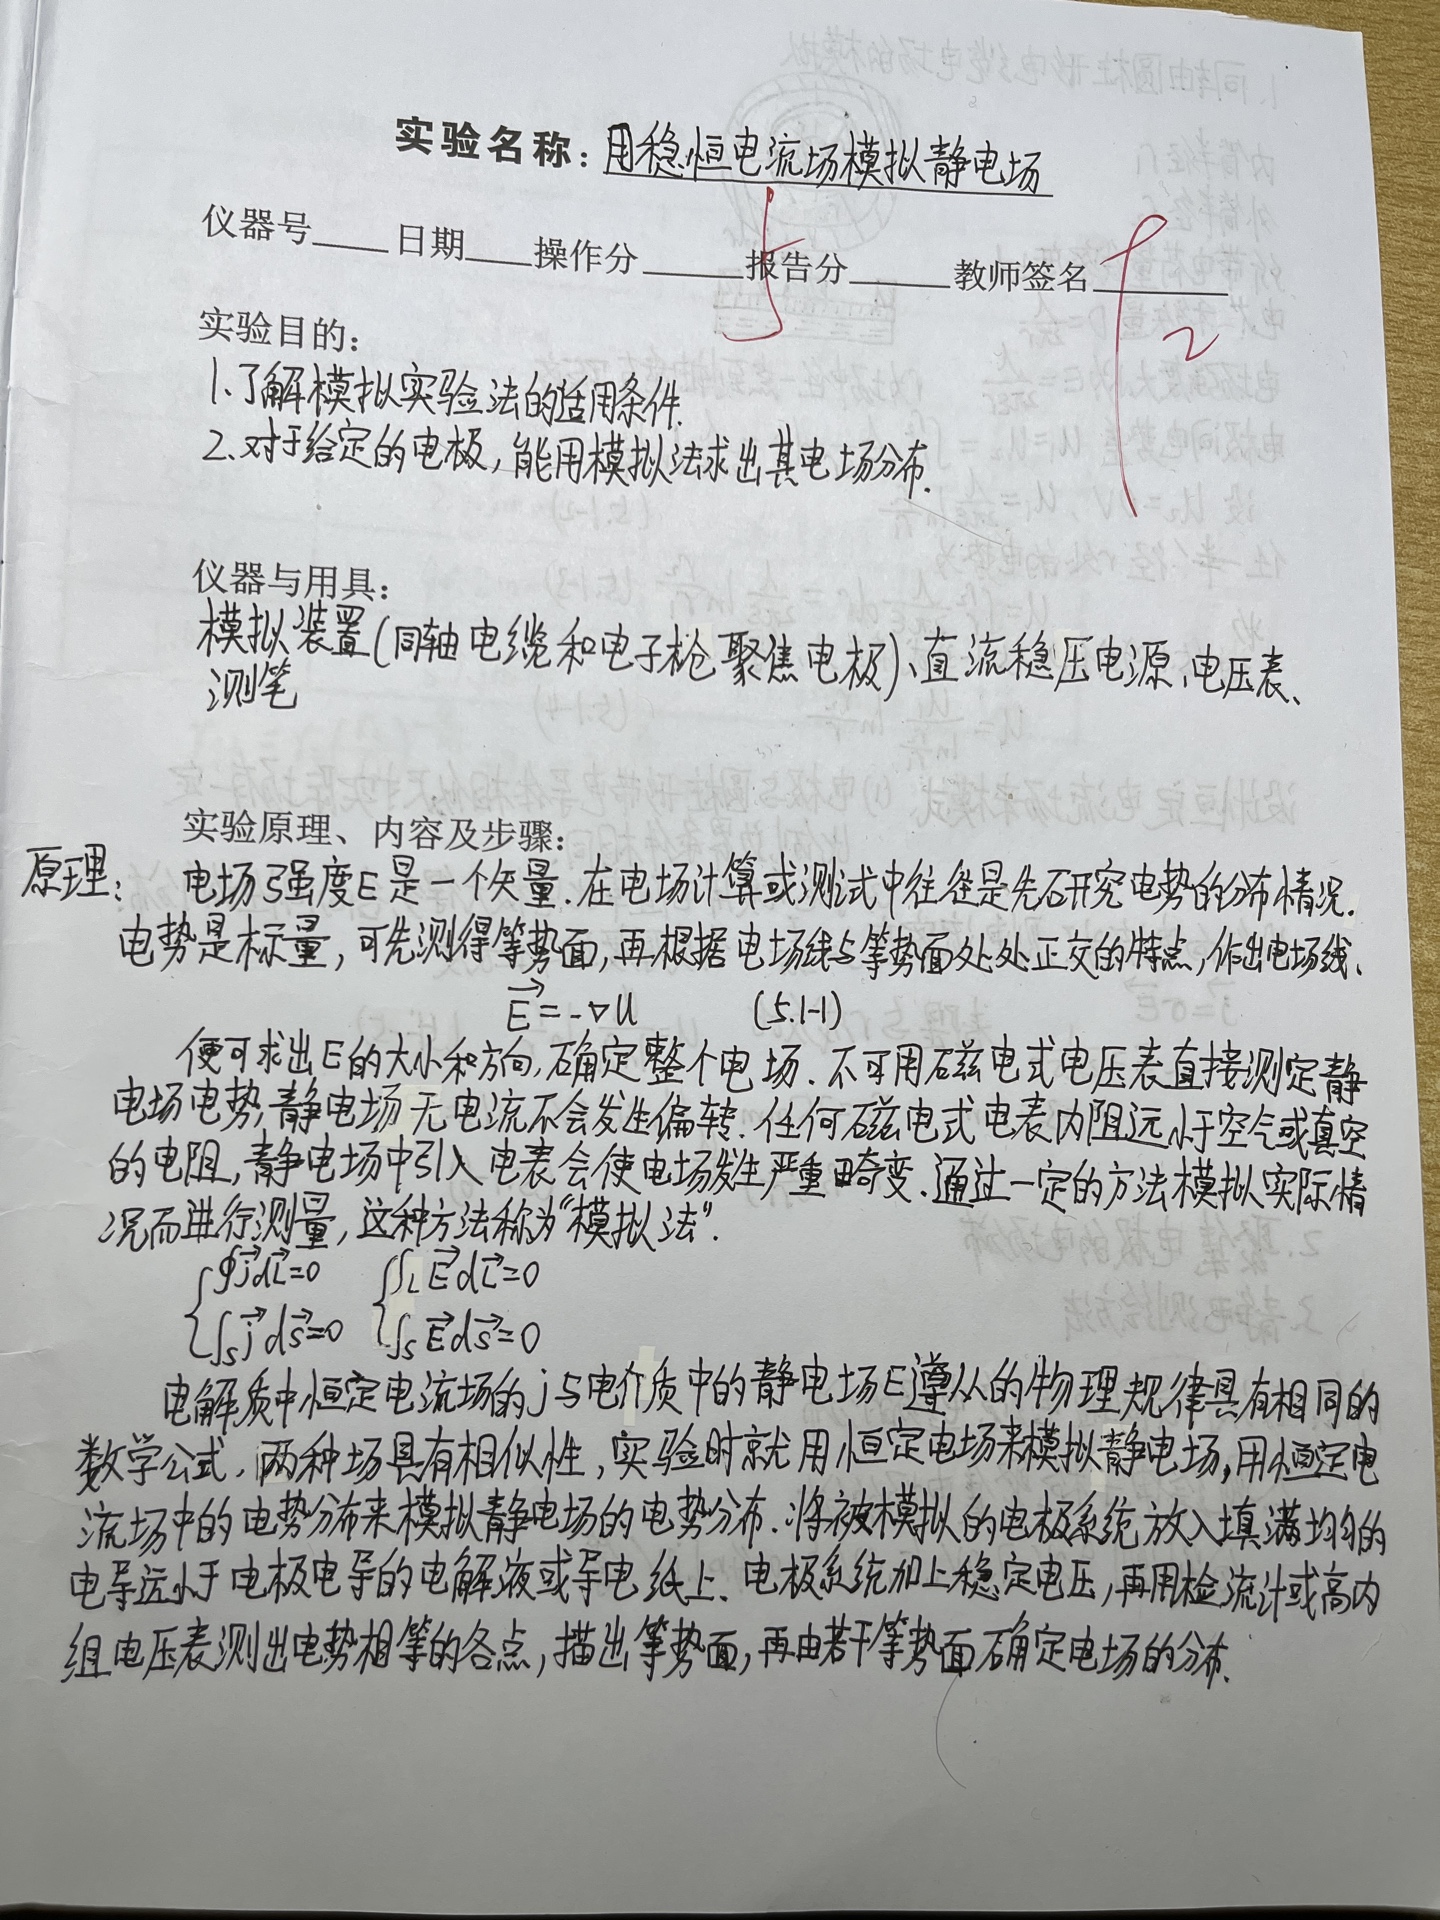 实验名称：用稳恒电流场模拟静电场
仪器号____日期____操作分______报告分______教师签名________
5
实验目的：
1.了解模拟实验法的适用条件.
2.对于给定的电极,能用模拟法求出其电场分布.
仪器与用具：
模拟装置(同轴电缆和电子枪聚焦电极)、直流稳压电源、电压表、
测笔
实验原理、内容及步骤：
原理： 电场强度E是一个矢量.在电场计算或测试中往往是先研究电势的分布情况.
电势是标量,可先测得等势面,再根据电场线与等势面处处正交的特点,作出电场线、
E⃗=-▽U (5.1-1)
便可求出E的大小和方向,确定整个电场.不可用磁电式电压表直接测定静
电场电势,静电场无电流不会发生偏转.任何磁电式电表内阻远小于空气或真空
的电阻,静电场中引入电表会使电场发生严重畸变.通过一定的方法模拟实际情
况而进行测量,这种方法称为“模拟法”.
{∮j⃗dL⃗=0 {∫L E⃗dL⃗=0
{∫s j⃗ds⃗=0 {∫s E⃗ds⃗=0
电解质中恒定电流场的j与电介质中的静电场E遵从的物理规律具有相同的
数学公式,两种场具有相似性,实验时就用恒定电场来模拟静电场,用恒定电
流场中的电势分布来模拟静电场的电势分布.将被模拟的电极系统放入填满均匀的
电导远小于电极电导的电解液或导电纸上、电极系统加上稳定电压,再用检流计或高内
组电压表测出电势相等的各点,描出等势面,再由若干等势面确定电场的分布.